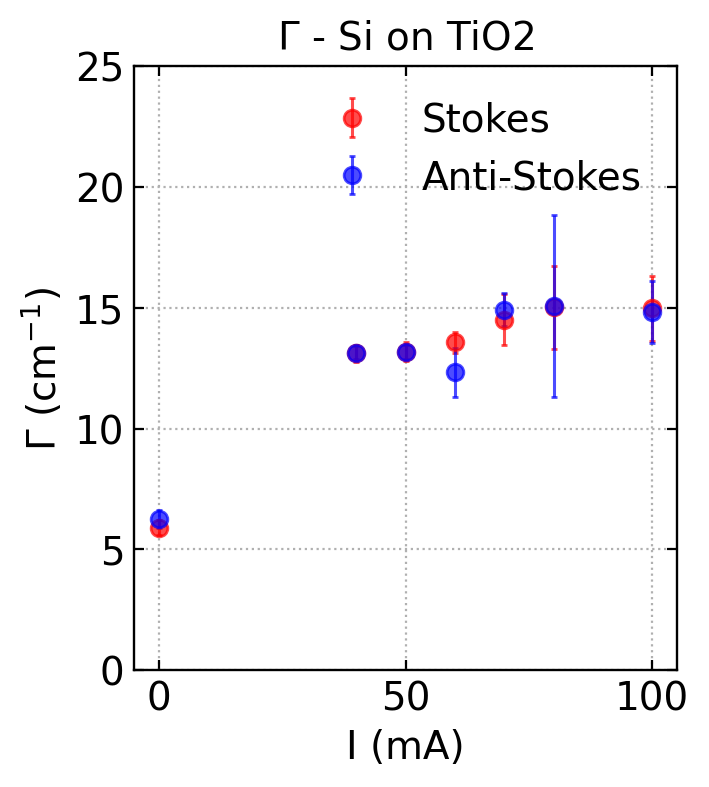 Γ - Si on TiO2
25
20
15
10
5
0
Γ (cm⁻¹)
Stokes
Anti-Stokes
0 50 100
I (mA)